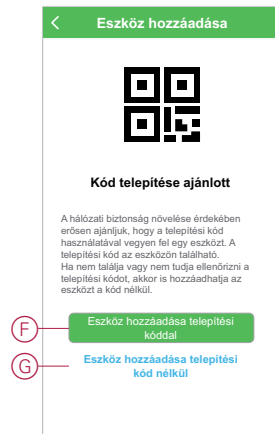 Eszköz hozzáadása
Kód telepítése ajánlott
A hálózati biztonság növelése érdekében
erősen ajánljuk, hogy a telepítési kód
használatával vegyen fel egy eszközt. A
telepítési kód az eszközön található.
Ha nem találja vagy nem tudja ellenőrizni a
telepítési kódot, akkor is hozzáadhatja az
eszközt a kód nélkül.
F
Eszköz hozzáadása telepítési
kóddal
G
Eszköz hozzáadása telepítési
kód nélkül